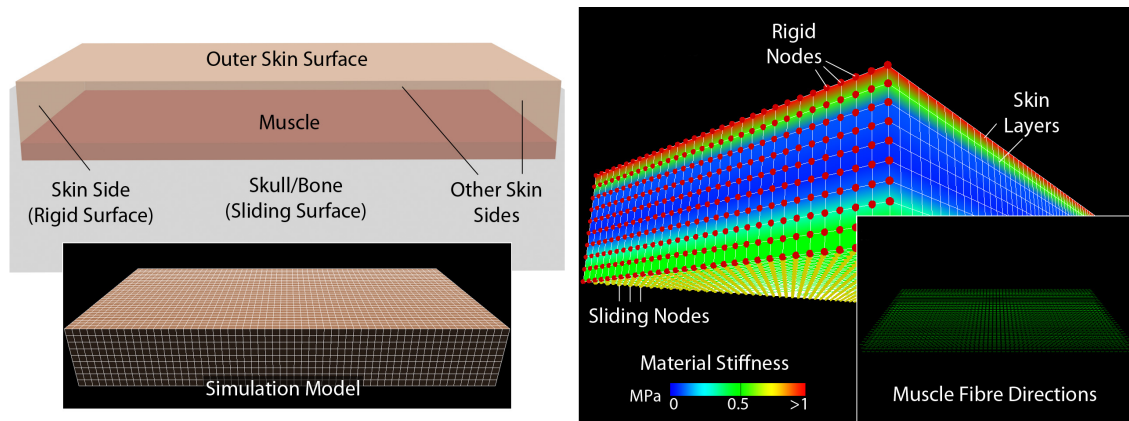 Outer Skin Surface
Muscle
Skin Side
(Rigid Surface)
Skull/Bone
(Sliding Surface)
Other Skin
Sides
Simulation Model
Rigid
Nodes
Skin
Layers
Sliding Nodes
Material Stiffness
MPa
0 0.5 >1
Muscle Fibre Directions